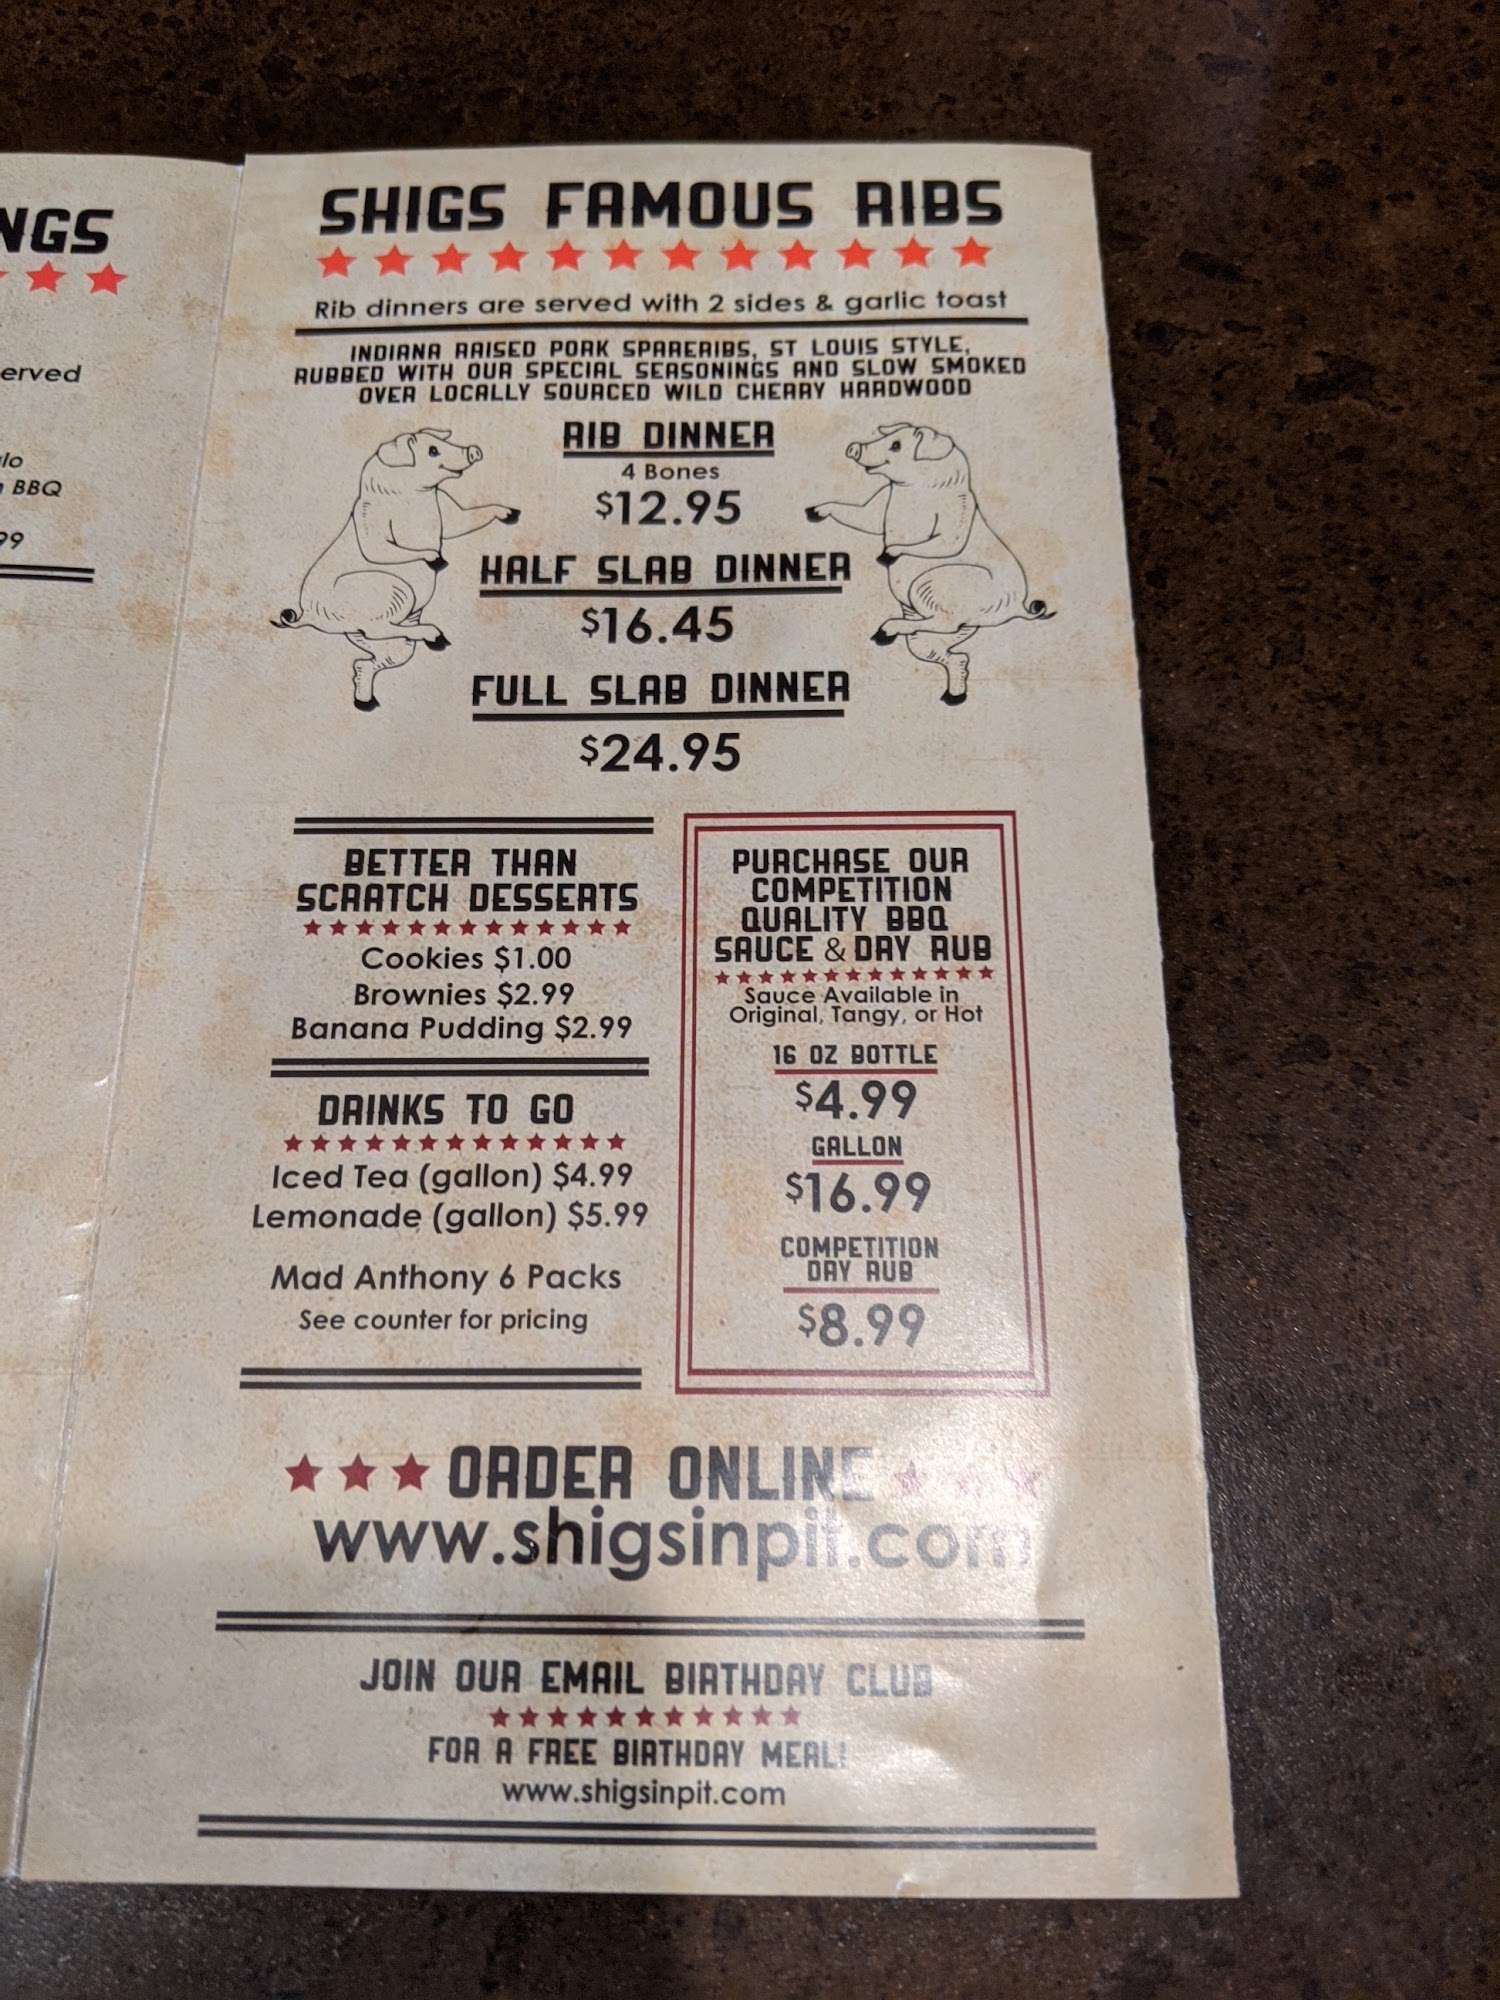 NGS
erved
lo
BBQ
99
SHIGS FAMOUS RIBS
Rib dinners are served with 2 sides & garlic toast
INDIANA RAISED PORK SPARERIBS, ST LOUIS STYLE,
RUBBED WITH OUR SPECIAL SEASONINGS AND SLOW SMOKED
OVER LOCALLY SOURCED WILD CHERRY HARDWOOD
RIB DINNER
4 Bones
$12.95
HALF SLAB DINNER
$16.45
FULL SLAB DINNER
$24.95
BETTER THAN
SCRATCH DESSERTS
Cookies $1.00
Brownies $2.99
Banana Pudding $2.99
DRINKS TO GO
Iced Tea (gallon) $4.99
Lemonade (gallon) $5.99
Mad Anthony 6 Packs
See counter for pricing
PURCHASE OUR
COMPETITION
QUALITY BBQ
SAUCE & DRY RUB
Sauce Available in
Original, Tangy, or Hot
16 OZ BOTTLE
$4.99
GALLON
$16.99
COMPETITION
DRY RUB
$8.99
ORDER ONLINE
www.shigsinpit.com
JOIN OUR EMAIL BIRTHDAY CLUB
FOR A FREE BIRTHDAY MEAL!
www.shigsinpit.com